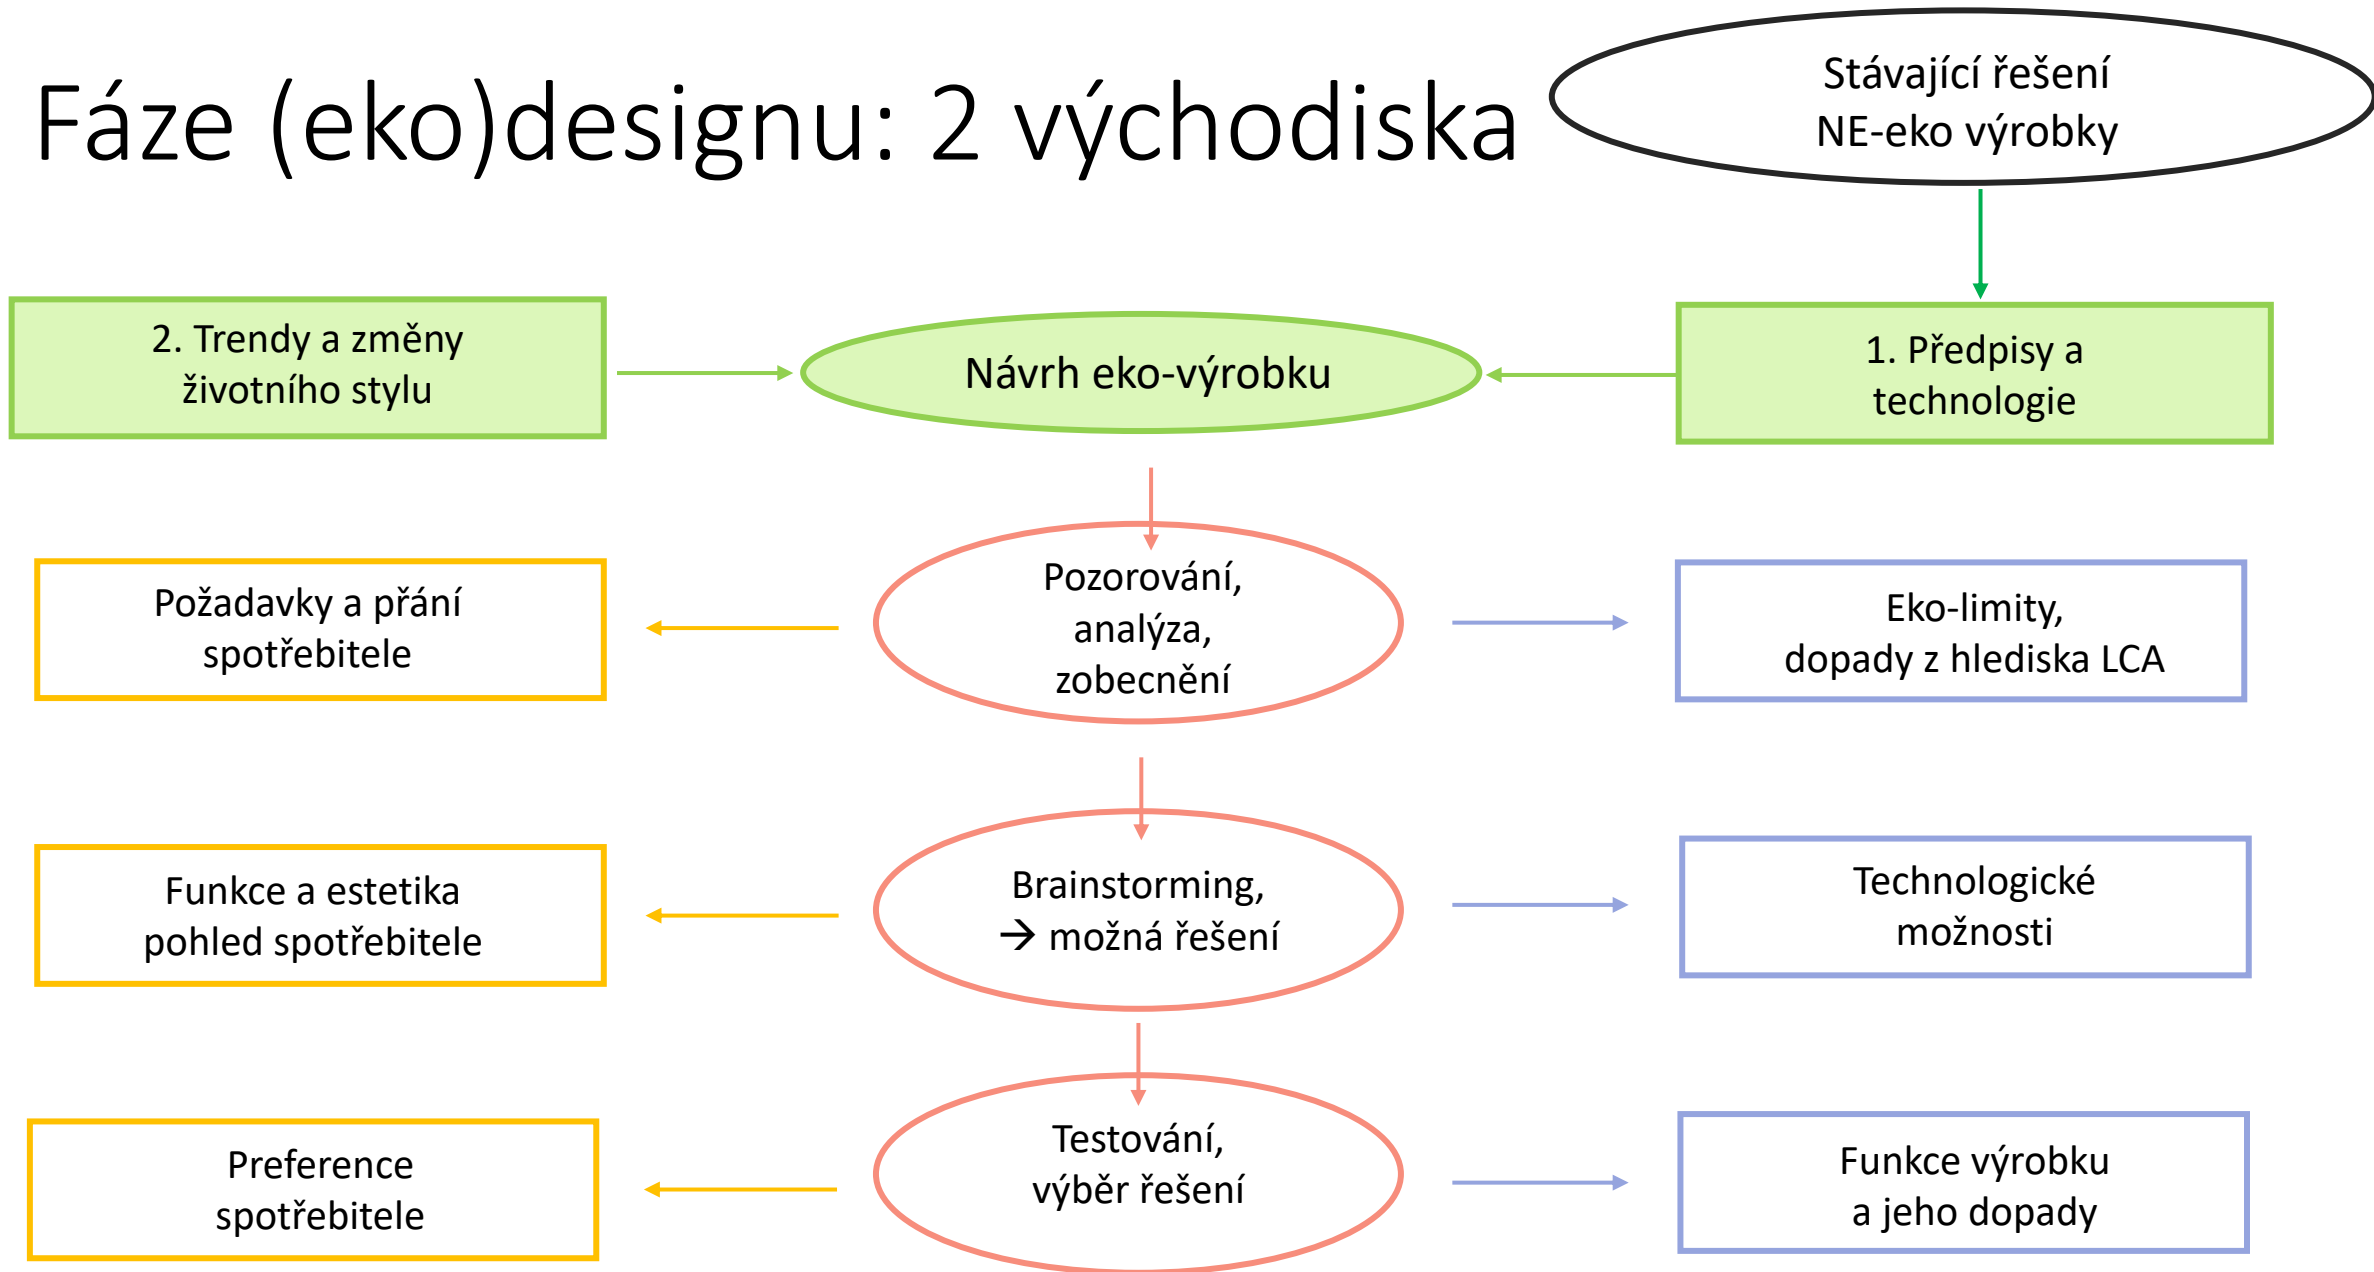 Fáze (eko)designu: 2 východiska
Stávající řešení
NE-eko výrobky
2. Trendy a změny
životního stylu
Návrh eko-výrobku
1. Předpisy a
technologie
Požadavky a přání
spotřebitele
Pozorování,
analýza,
zobecnění
Eko-limity,
dopady z hlediska LCA
Funkce a estetika
pohled spotřebitele
Brainstorming,
→ možná řešení
Technologické
možnosti
Preference
spotřebitele
Testování,
výběr řešení
Funkce výrobku
a jeho dopady